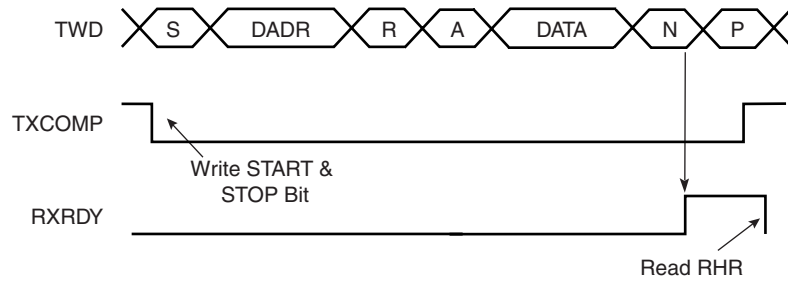 TWD S DADR R A DATA N P
TXCOMP
Write START &
STOP Bit
RXRDY
Read RHR